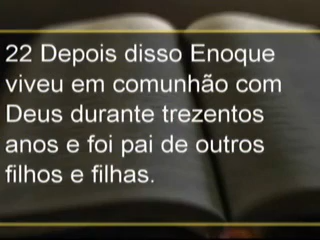 22 Depois disso Enoque
viveu em comunhão com
Deus durante trezentos
anos e foi pai de outros
filhos e filhas.